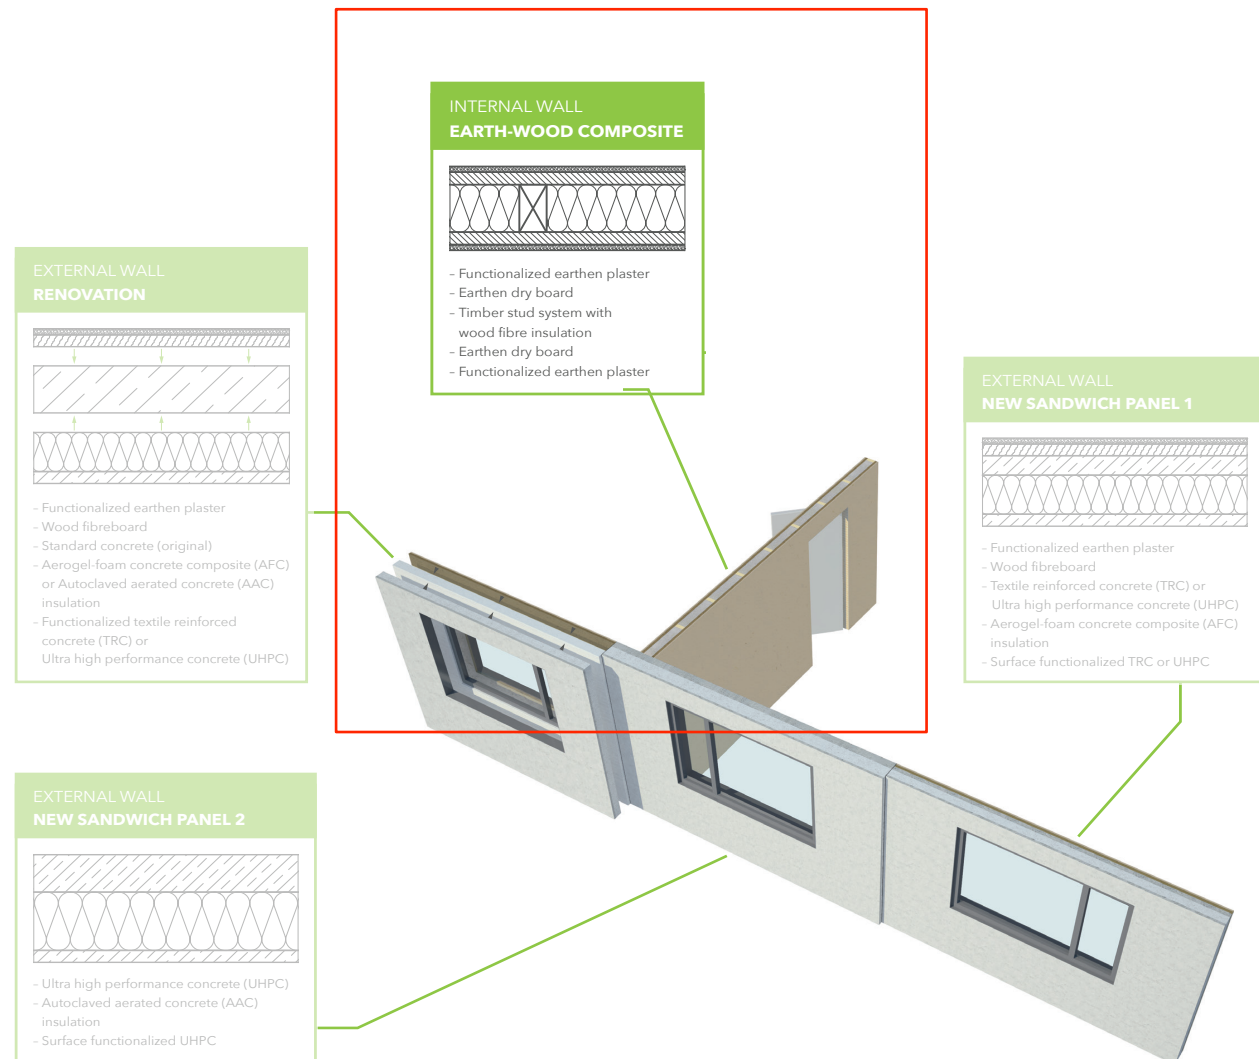 INTERNAL WALL
EARTH-WOOD COMPOSITE
– Functionalized earthen plaster
– Earthen dry board
– Timber stud system with
wood fibre insulation
– Earthen dry board
– Functionalized earthen plaster
EXTERNAL WALL
RENOVATION
– Functionalized earthen plaster
– Wood fibreboard
– Standard concrete (original)
– Aerogel-foam concrete composite (AFC)
or Autoclaved aerated concrete (AAC)
insulation
– Functionalized textile reinforced
concrete (TRC) or
Ultra high performance concrete (UHPC)
EXTERNAL WALL
NEW SANDWICH PANEL 1
– Functionalized earthen plaster
– Wood fibreboard
– Textile reinforced concrete (TRC) or
Ultra high performance concrete (UHPC)
– Aerogel-foam concrete composite (AFC)
insulation
– Surface functionalized TRC or UHPC
EXTERNAL WALL
NEW SANDWICH PANEL 2
– Ultra high performance concrete (UHPC)
– Autoclaved aerated concrete (AAC)
insulation
– Surface functionalized UHPC